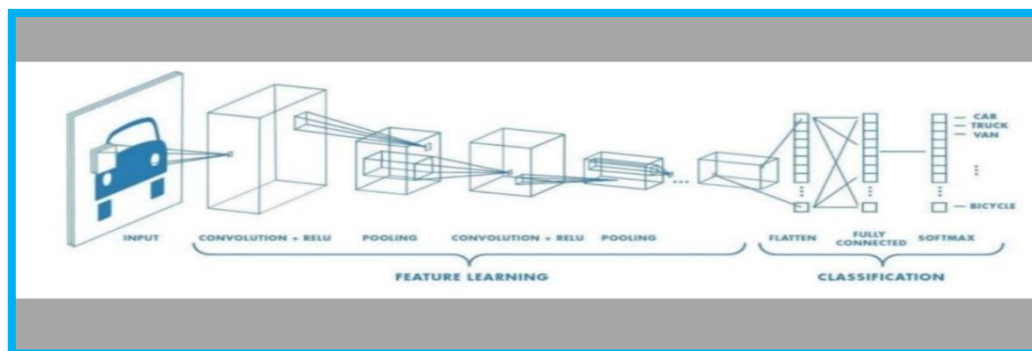 CAR
TRUCK
VAN
BICYCLE
INPUT CONVOLUTION + RELU POOLING CONVOLUTION + RELU POOLING FLATTEN FULLY CONNECTED SOFTMAX
FEATURE LEARNING CLASSIFICATION